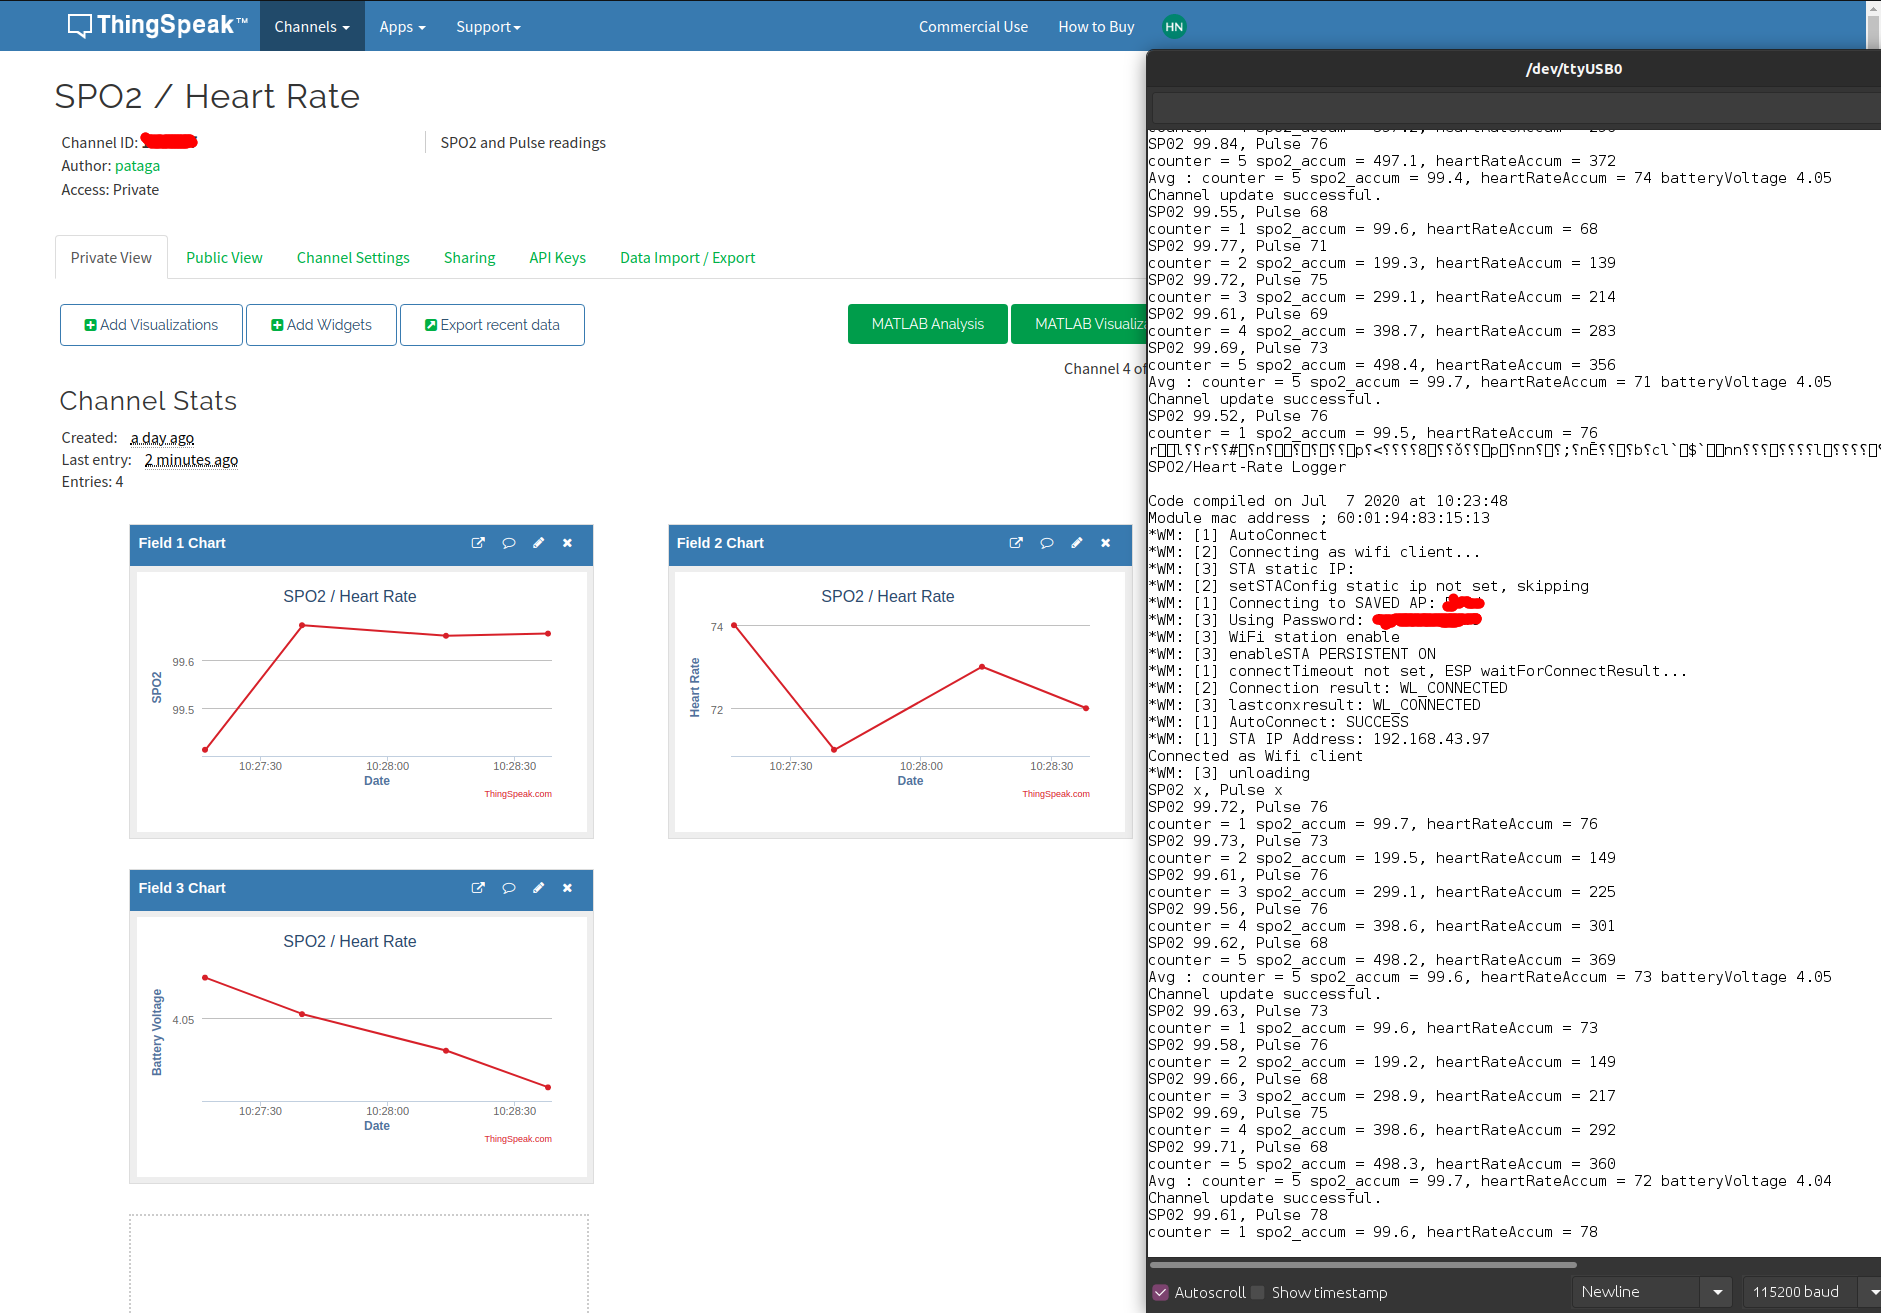 ThingSpeak™
Channels
Apps
Support
Commercial Use
How to Buy
HN
SPO2 / Heart Rate
Channel ID:
Author: pataga
Access: Private
SPO2 and Pulse readings
Private View
Public View
Channel Settings
Sharing
API Keys
Data Import / Export
Add Visualizations
Add Widgets
Export recent data
MATLAB Analysis
MATLAB Visualiza
Channel 4 of
Channel Stats
Created: a day ago
Last entry: 2 minutes ago
Entries: 4
Field 1 Chart
SPO2 / Heart Rate
SPO2
99.6
99.5
10:27:30
10:28:00
10:28:30
Date
ThingSpeak.com
Field 2 Chart
SPO2 / Heart Rate
Heart Rate
74
72
10:27:30
10:28:00
10:28:30
Date
ThingSpeak.com
Field 3 Chart
SPO2 / Heart Rate
Battery Voltage
4.05
10:27:30
10:28:00
10:28:30
Date
ThingSpeak.com
/dev/ttyUSB0
SP02 99.84, Pulse 76
counter = 5 spo2_accum = 497.1, heartRateAccum = 372
Avg : counter = 5 spo2_accum = 99.4, heartRateAccum = 74 batteryVoltage 4.05
Channel update successful.
SP02 99.55, Pulse 68
counter = 1 spo2_accum = 99.6, heartRateAccum = 68
SP02 99.77, Pulse 71
counter = 2 spo2_accum = 199.3, heartRateAccum = 139
SP02 99.72, Pulse 75
counter = 3 spo2_accum = 299.1, heartRateAccum = 214
SP02 99.61, Pulse 69
counter = 4 spo2_accum = 398.7, heartRateAccum = 283
SP02 99.69, Pulse 73
counter = 5 spo2_accum = 498.4, heartRateAccum = 356
Avg : counter = 5 spo2_accum = 99.7, heartRateAccum = 71 batteryVoltage 4.05
Channel update successful.
SP02 99.52, Pulse 76
counter = 1 spo2_accum = 99.5, heartRateAccum = 76
SPO2/Heart-Rate Logger
Code compiled on Jul  7 2020 at 10:23:48
Module mac address ; 60:01:94:83:15:13
*WM: [1] AutoConnect
*WM: [2] Connecting as wifi client...
*WM: [3] STA static IP:
*WM: [2] setSTAConfig static ip not set, skipping
*WM: [1] Connecting to SAVED AP:
*WM: [3] Using Password:
*WM: [3] WiFi station enable
*WM: [3] enableSTA PERSISTENT ON
*WM: [1] connectTimeout not set, ESP waitForConnectResult...
*WM: [2] Connection result: WL_CONNECTED
*WM: [3] lastconxresult: WL_CONNECTED
*WM: [1] AutoConnect: SUCCESS
*WM: [1] STA IP Address: 192.168.43.97
Connected as Wifi client
*WM: [3] unloading
SP02 x, Pulse x
SP02 99.72, Pulse 76
counter = 1 spo2_accum = 99.7, heartRateAccum = 76
SP02 99.73, Pulse 73
counter = 2 spo2_accum = 199.5, heartRateAccum = 149
SP02 99.61, Pulse 76
counter = 3 spo2_accum = 299.1, heartRateAccum = 225
SP02 99.56, Pulse 76
counter = 4 spo2_accum = 398.6, heartRateAccum = 301
SP02 99.62, Pulse 68
counter = 5 spo2_accum = 498.2, heartRateAccum = 369
Avg : counter = 5 spo2_accum = 99.6, heartRateAccum = 73 batteryVoltage 4.05
Channel update successful.
SP02 99.63, Pulse 73
counter = 1 spo2_accum = 99.6, heartRateAccum = 73
SP02 99.58, Pulse 76
counter = 2 spo2_accum = 199.2, heartRateAccum = 149
SP02 99.66, Pulse 68
counter = 3 spo2_accum = 298.9, heartRateAccum = 217
SP02 99.69, Pulse 75
counter = 4 spo2_accum = 398.6, heartRateAccum = 292
SP02 99.71, Pulse 68
counter = 5 spo2_accum = 498.3, heartRateAccum = 360
Avg : counter = 5 spo2_accum = 99.7, heartRateAccum = 72 batteryVoltage 4.04
Channel update successful.
SP02 99.61, Pulse 78
counter = 1 spo2_accum = 99.6, heartRateAccum = 78
Autoscroll
Show timestamp
Newline
115200 baud